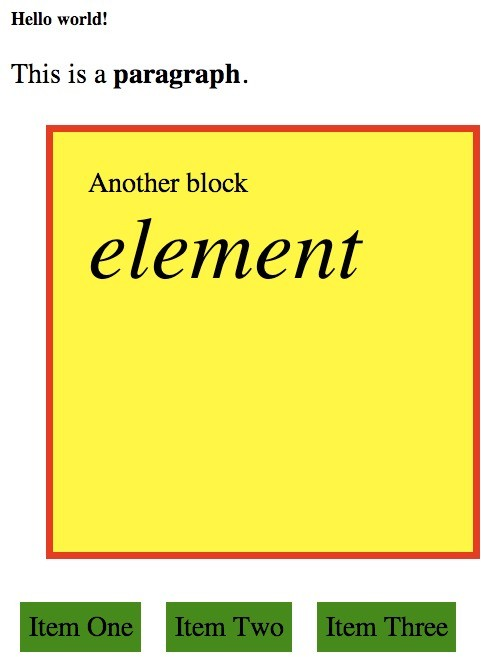 Hello world!
This is a paragraph.
Another block
element
Item One Item Two Item Three